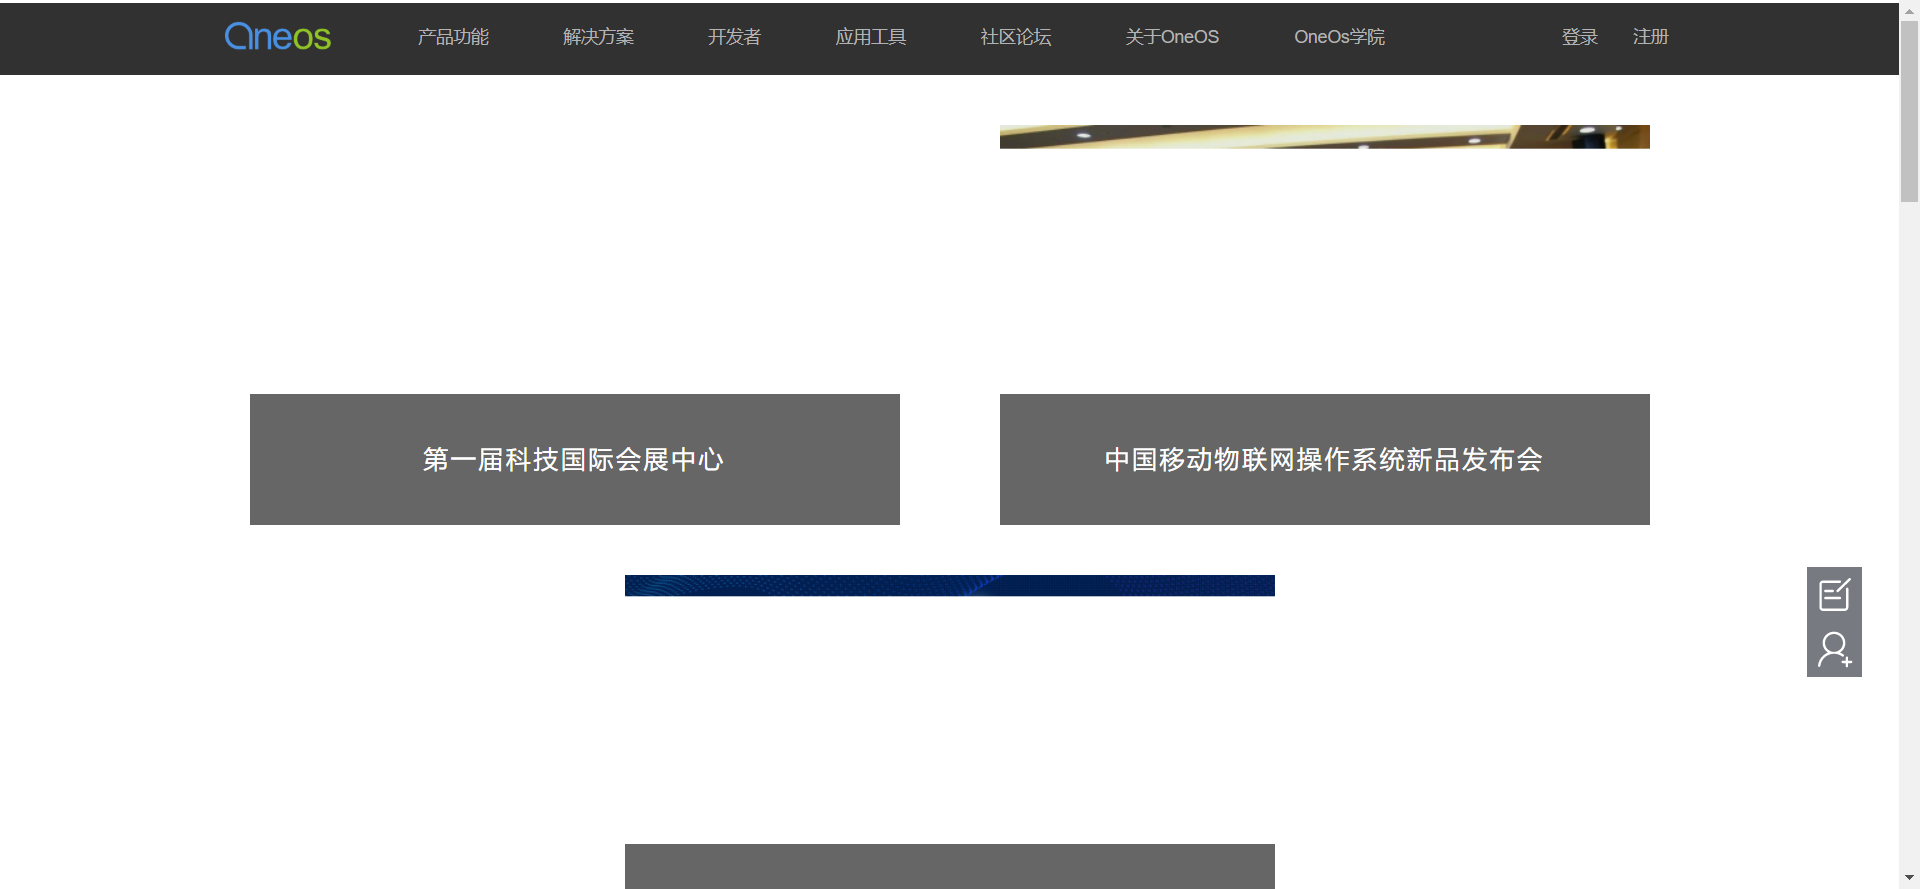 Oneos
产品功能
解决方案
开发者
应用工具
社区论坛
关于OneOS
OneOs学院
登录
注册
第一届科技国际会展中心
中国移动物联网操作系统新品发布会